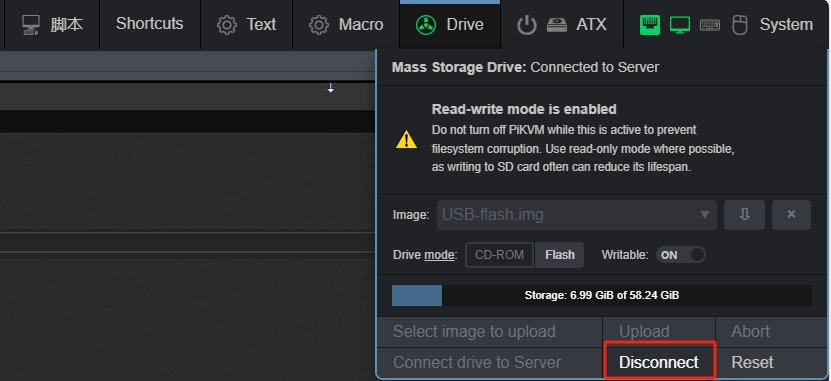 脚本 Shortcuts Text Macro Drive ATX System
Mass Storage Drive: Connected to Server
Read-write mode is enabled
Do not turn off PiKVM while this is active to prevent
filesystem corruption. Use read-only mode where possible,
as writing to SD card often can reduce its lifespan.
Image: USB-flash.img
Drive mode: CD-ROM Flash Writable: ON
Storage: 6.99 GiB of 58.24 GiB
Select image to upload Upload Abort
Connect drive to Server Disconnect Reset